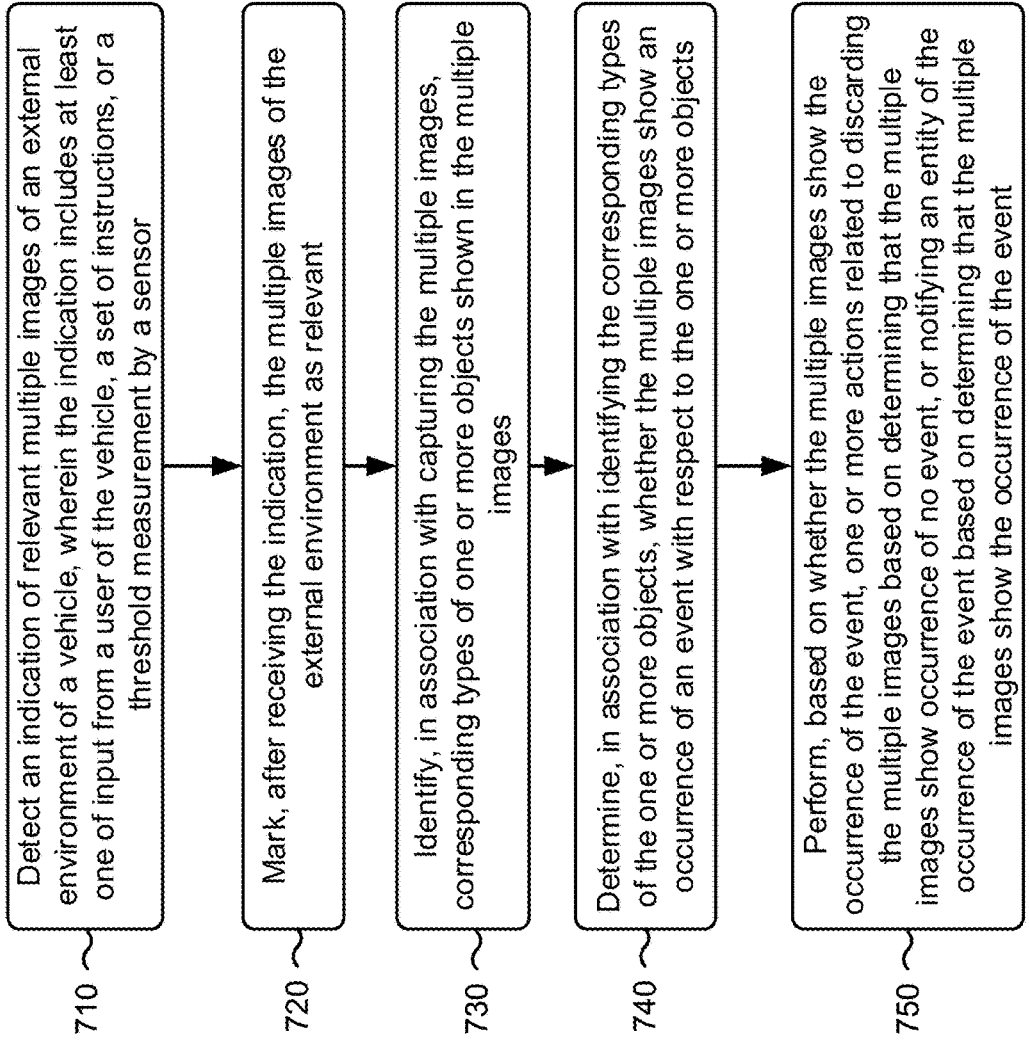 710
Detect an indication of relevant multiple images of an external
environment of a vehicle, wherein the indication includes at least
one of input from a user of the vehicle, a set of instructions, or a
threshold measurement by a sensor
720
Mark, after receiving the indication, the multiple images of the
external environment as relevant
730
Identify, in association with capturing the multiple images,
corresponding types of one or more objects shown in the multiple
images
740
Determine, in association with identifying the corresponding types
of the one or more objects, whether the multiple images show an
occurrence of an event with respect to the one or more objects
750
Perform, based on whether the multiple images show the
occurrence of the event, one or more actions related to discarding
the multiple images based on determining that the multiple
images show occurrence of no event, or notifying an entity of the
occurrence of the event based on determining that the multiple
images show the occurrence of the event